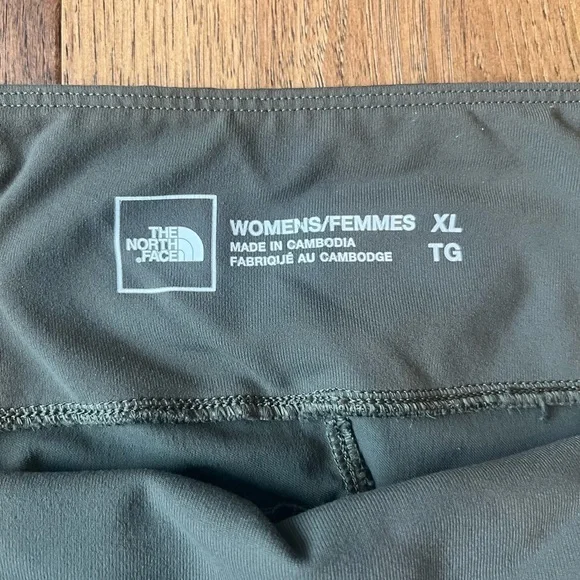 THE
NORTH
FACE
WOMENS/FEMMES XL
MADE IN CAMBODIA
FABRIQUÉ AU CAMBODGE
TG